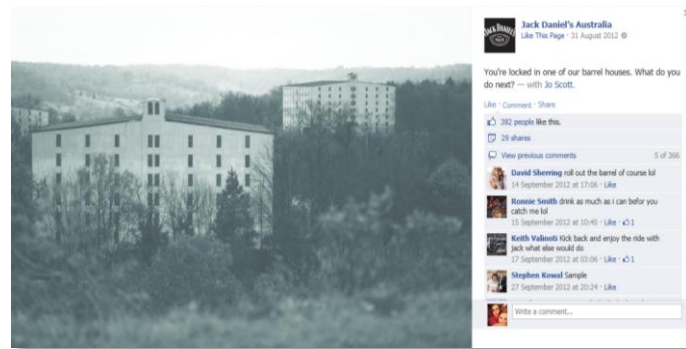 JACK DANIEL'S
Jack Daniel's Australia
Like This Page · 31 August 2012
You're locked in one of our barrel houses. What do you
do next? — with Jo Scott.
Like · Comment · Share
382 people like this.
29 shares
View previous comments 5 of 366
David Sherring roll out the barrel of course lol
14 September 2012 at 17:06 · Like
Ronnie Smith drink as much as i can befor you
catch me lol
15 September 2012 at 10:45 · Like · 1
Keith Valinoti Kick back and enjoy the ride with
jack what else would do
17 September 2012 at 03:06 · Like · 1
Stephen Kowal Sample
27 September 2012 at 20:24 · Like
Write a comment...